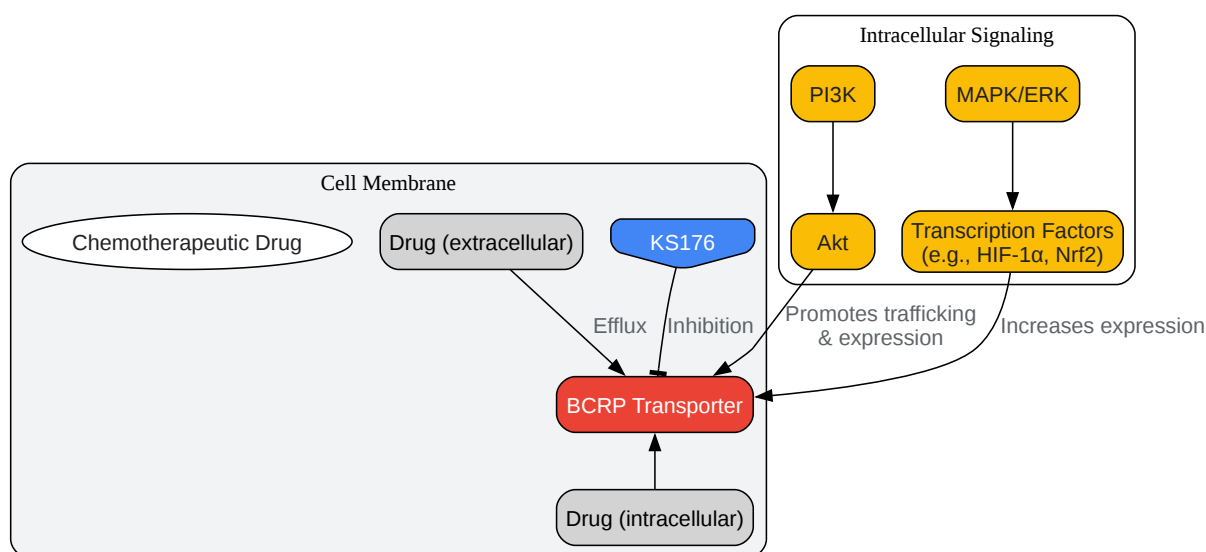 Intracellular Signaling
PI3K
MAPK/ERK
Cell Membrane
Chemotherapeutic Drug
Drug (extracellular)
KS176
Akt
Transcription Factors
(e.g., HIF-1α, Nrf2)
Efflux
Inhibition
Promotes trafficking
& expression
Increases expression
BCRP Transporter
Drug (intracellular)